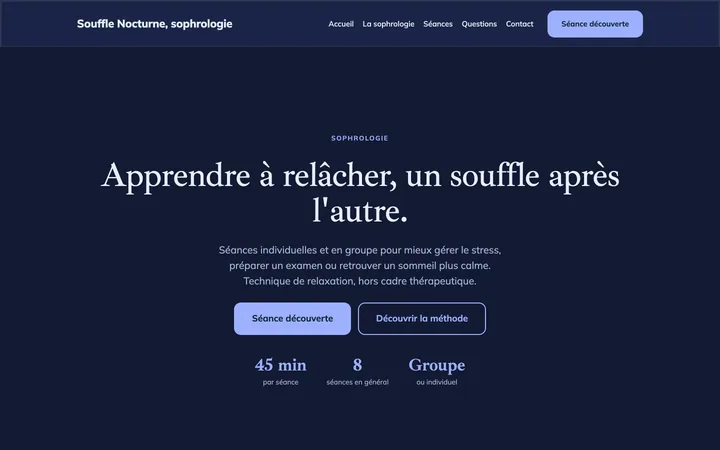 Souffle Nocturne, sophrologie
Accueil La sophrologie Séances Questions Contact Séance découverte
SOPHROLOGIE
Apprendre à relâcher, un souffle après
l'autre.
Séances individuelles et en groupe pour mieux gérer le stress,
préparer un examen ou retrouver un sommeil plus calme.
Technique de relaxation, hors cadre thérapeutique.
Séance découverte Découvrir la méthode
45 min 8 Groupe
par séance séances en général ou individuel